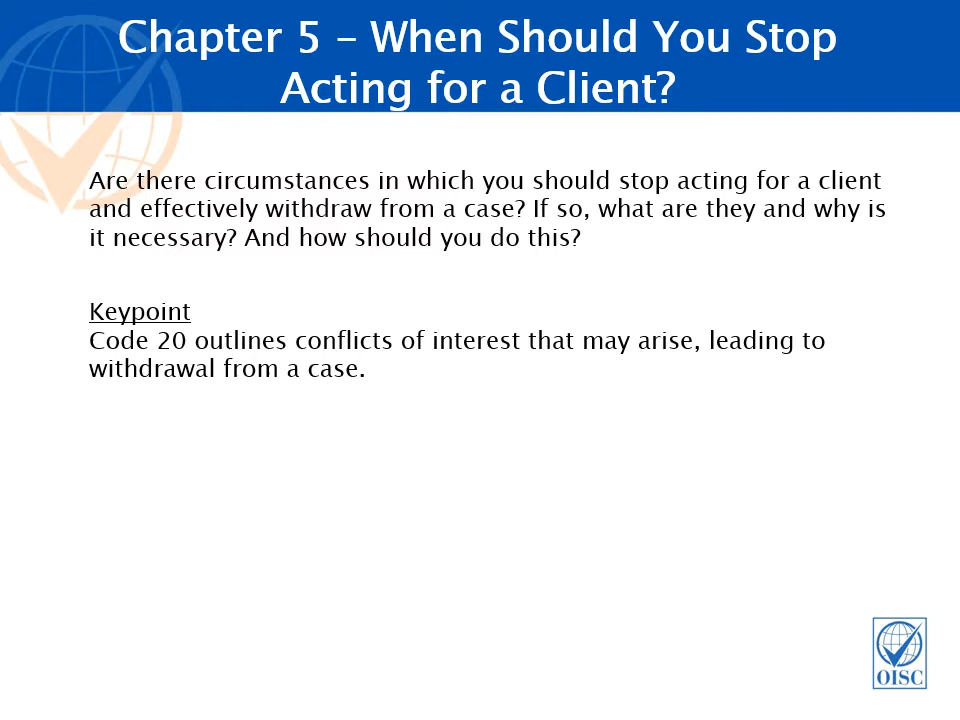 Chapter 5 – When Should You Stop
Acting for a Client?
Are there circumstances in which you should stop acting for a client
and effectively withdraw from a case? If so, what are they and why is
it necessary? And how should you do this?
Keypoint
Code 20 outlines conflicts of interest that may arise, leading to
withdrawal from a case.
OISC